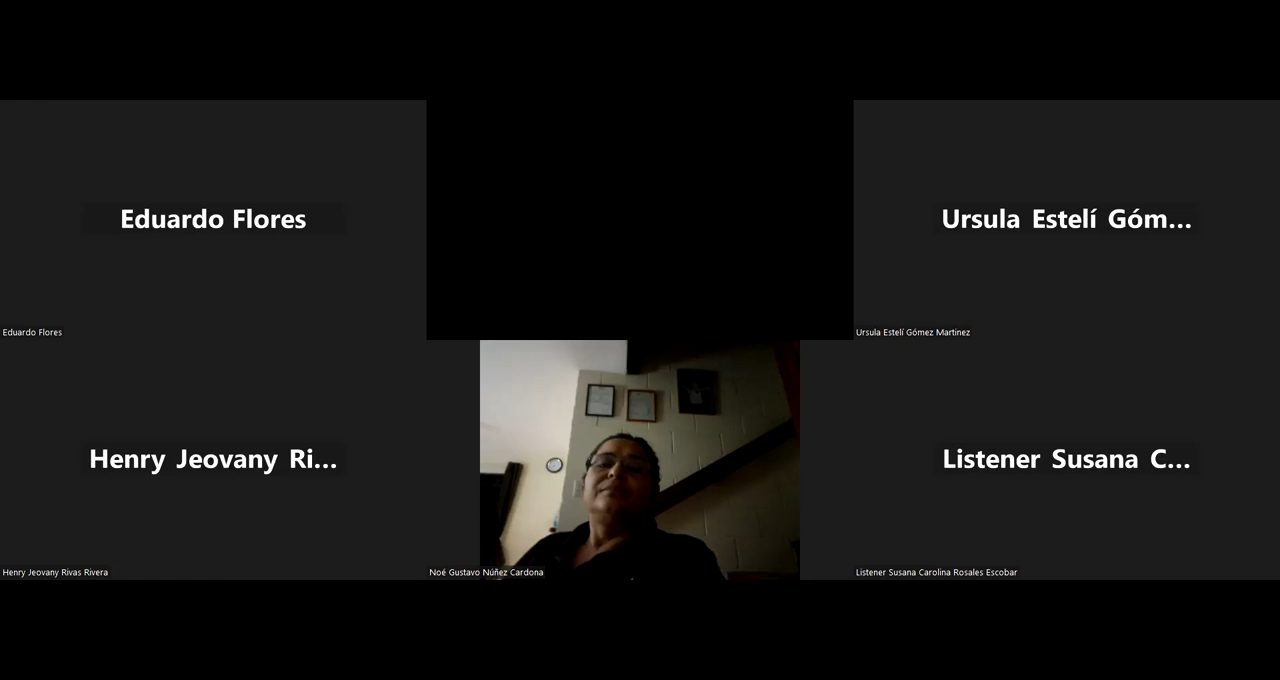 Eduardo Flores
Ursula Estelí Góm...
Eduardo Flores
Ursula Estelí Gómez Martinez
Henry Jeovany Ri...
Listener Susana C...
Henry Jeovany Rivas Rivera
Noé Gustavo Núñez Cardona
Listener Susana Carolina Rosales Escobar